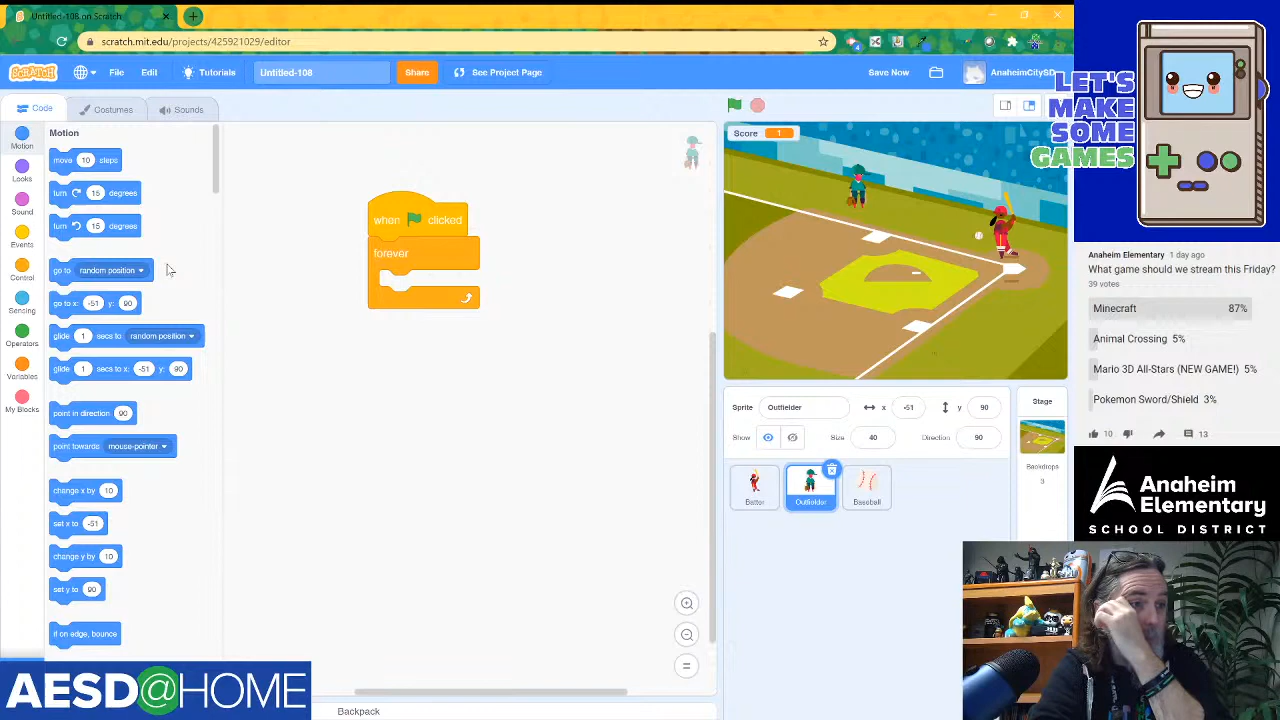 Untitled-108 on Scratch
scratch.mit.edu/projects/425921029/editor
SCRATCH
File
Edit
Tutorials
Untitled-108
Share
See Project Page
Save Now
AnaheimCitySD
Code
Costumes
Sounds
Motion
Looks
Sound
Events
Control
Sensing
Operators
Variables
My Blocks
Motion
move 10 steps
turn 15 degrees
turn 15 degrees
go to random position
go to x: -51 y: 90
glide 1 secs to random position
glide 1 secs to x: -51 y: 90
point in direction 90
point towards mouse-pointer
change x by 10
set x to -51
change y by 10
set y to 90
if on edge, bounce
when clicked
forever
Backpack
Score 1
Sprite Outfielder x -51 y 90
Show Size 40 Direction 90
Batter
Outfielder
Baseball
Stage
Backdrops
3
LET'S
MAKE
SOME
GAMES
Anaheim Elementary 1 day ago
What game should we stream this Friday?
39 votes
Minecraft 87%
Animal Crossing 5%
Mario 3D All-Stars (NEW GAME!) 5%
Pokemon Sword/Shield 3%
10 13
Anaheim
Elementary
SCHOOL DISTRICT
AESD@HOME